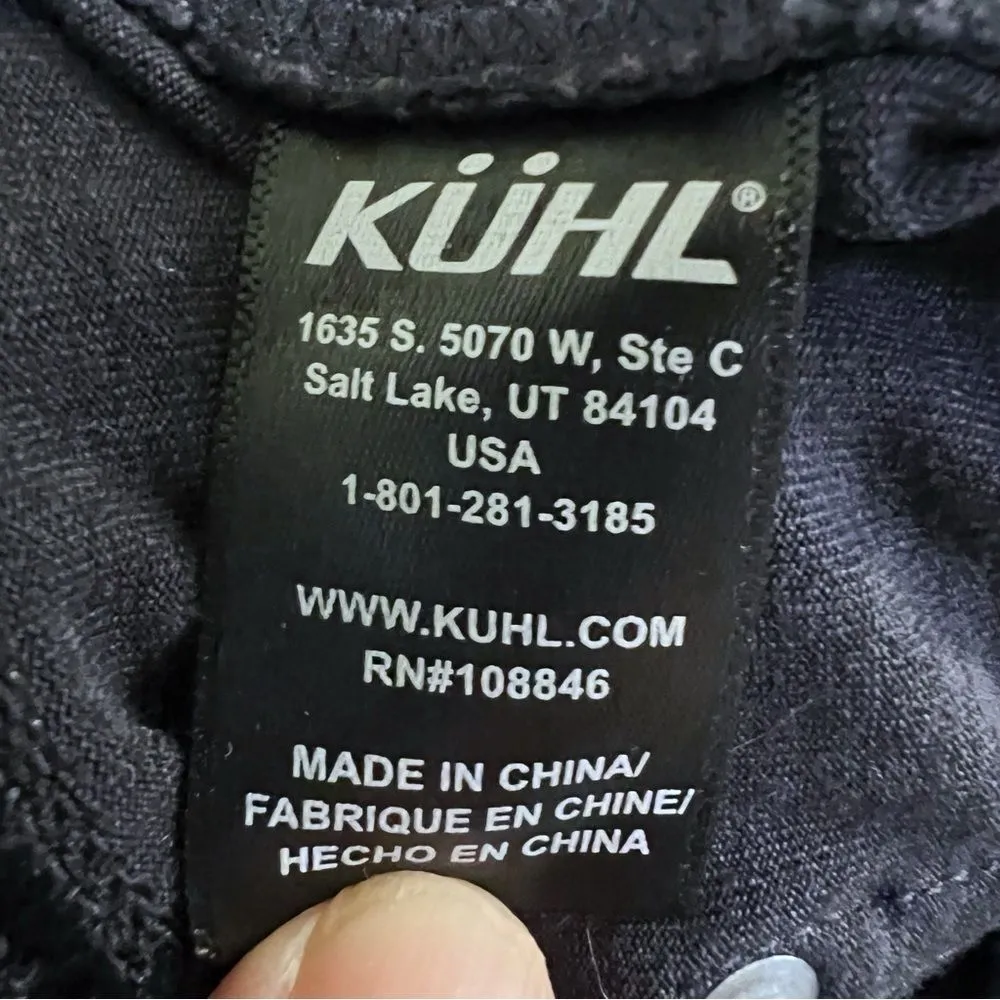 KÜHL®
1635 S. 5070 W, Ste C
Salt Lake, UT 84104
USA
1-801-281-3185
WWW.KUHL.COM
RN#108846
MADE IN CHINA/
FABRIQUE EN CHINE/
HECHO EN CHINA